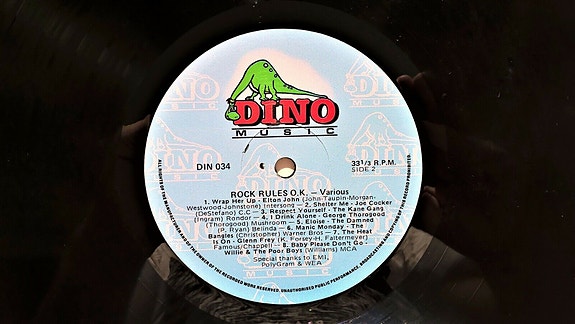 DINO
MUSIC
DIN 034
33 1/3 R.P.M.
SIDE 2
ROCK RULES O.K. – Various
1. Wrap Her Up - Elton John (John-Taupin-Morgan-
Westwood-Johnstone) Intersong – 2. Shelter Me - Joe Cocker
(DeStefano) C.C – 3. Respect Yourself - The Kane Gang
(Ingram) Rondor – 4. I Drink Alone - George Thorogood
(Thorogood) Mushroom – 5. Eloise - The Damned
(P. Ryan) Belinda – 6. Manic Monday - The
Bangles (Christopher) Warner Bros – 7. The Heat
Is On - Glenn Frey (K. Forsey-H. Faltermeyer)
Famous/Chappell – 8. Baby Please Don't Go -
Willie & The Poor Boys (Williams) MCA
Special thanks to EMI,
PolyGram & WEA
ALL RIGHTS OF THE OWNER OF THE RECORDED WORK RESERVED. UNAUTHORISED PUBLIC PERFORMANCE, BROADCASTING AND COPYING OF THIS RECORD PROHIBITED.